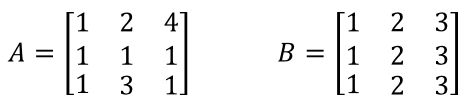 A = [1 2 4
1 1 1
1 3 1]
B = [1 2 3
1 2 3
1 2 3]